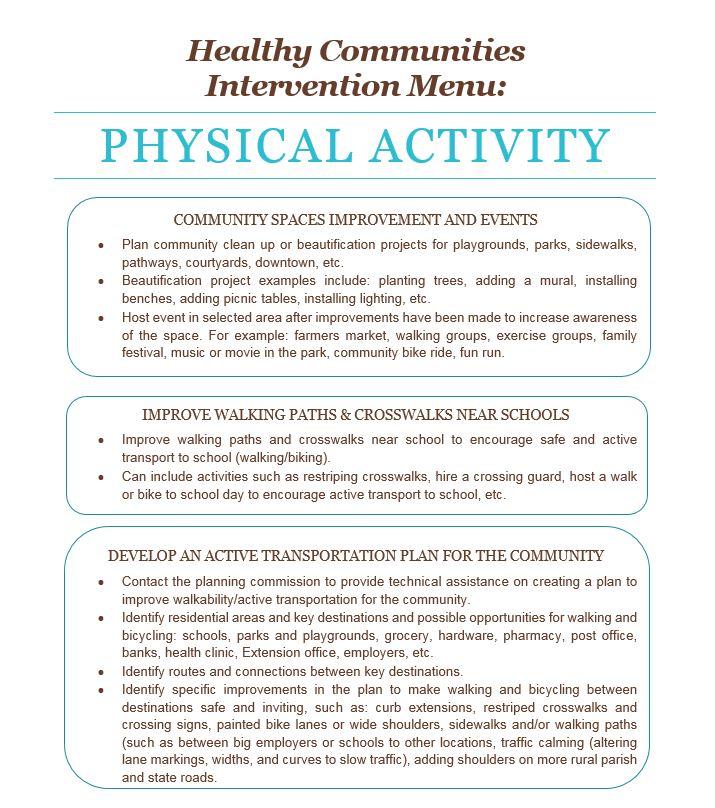 Healthy Communities
Intervention Menu:
PHYSICAL ACTIVITY
COMMUNITY SPACES IMPROVEMENT AND EVENTS
• Plan community clean up or beautification projects for playgrounds, parks, sidewalks,
pathways, courtyards, downtown, etc.
• Beautification project examples include: planting trees, adding a mural, installing
benches, adding picnic tables, installing lighting, etc.
• Host event in selected area after improvements have been made to increase awareness
of the space. For example: farmers market, walking groups, exercise groups, family
festival, music or movie in the park, community bike ride, fun run.
IMPROVE WALKING PATHS & CROSSWALKS NEAR SCHOOLS
• Improve walking paths and crosswalks near school to encourage safe and active
transport to school (walking/biking).
• Can include activities such as restriping crosswalks, hire a crossing guard, host a walk
or bike to school day to encourage active transport to school, etc.
DEVELOP AN ACTIVE TRANSPORTATION PLAN FOR THE COMMUNITY
• Contact the planning commission to provide technical assistance on creating a plan to
improve walkability/active transportation for the community.
• Identify residential areas and key destinations and possible opportunities for walking and
bicycling: schools, parks and playgrounds, grocery, hardware, pharmacy, post office,
banks, health clinic, Extension office, employers, etc.
• Identify routes and connections between key destinations.
• Identify specific improvements in the plan to make walking and bicycling between
destinations safe and inviting, such as: curb extensions, restriped crosswalks and
crossing signs, painted bike lanes or wide shoulders, sidewalks and/or walking paths
(such as between big employers or schools to other locations, traffic calming (altering
lane markings, widths, and curves to slow traffic), adding shoulders on more rural parish
and state roads.